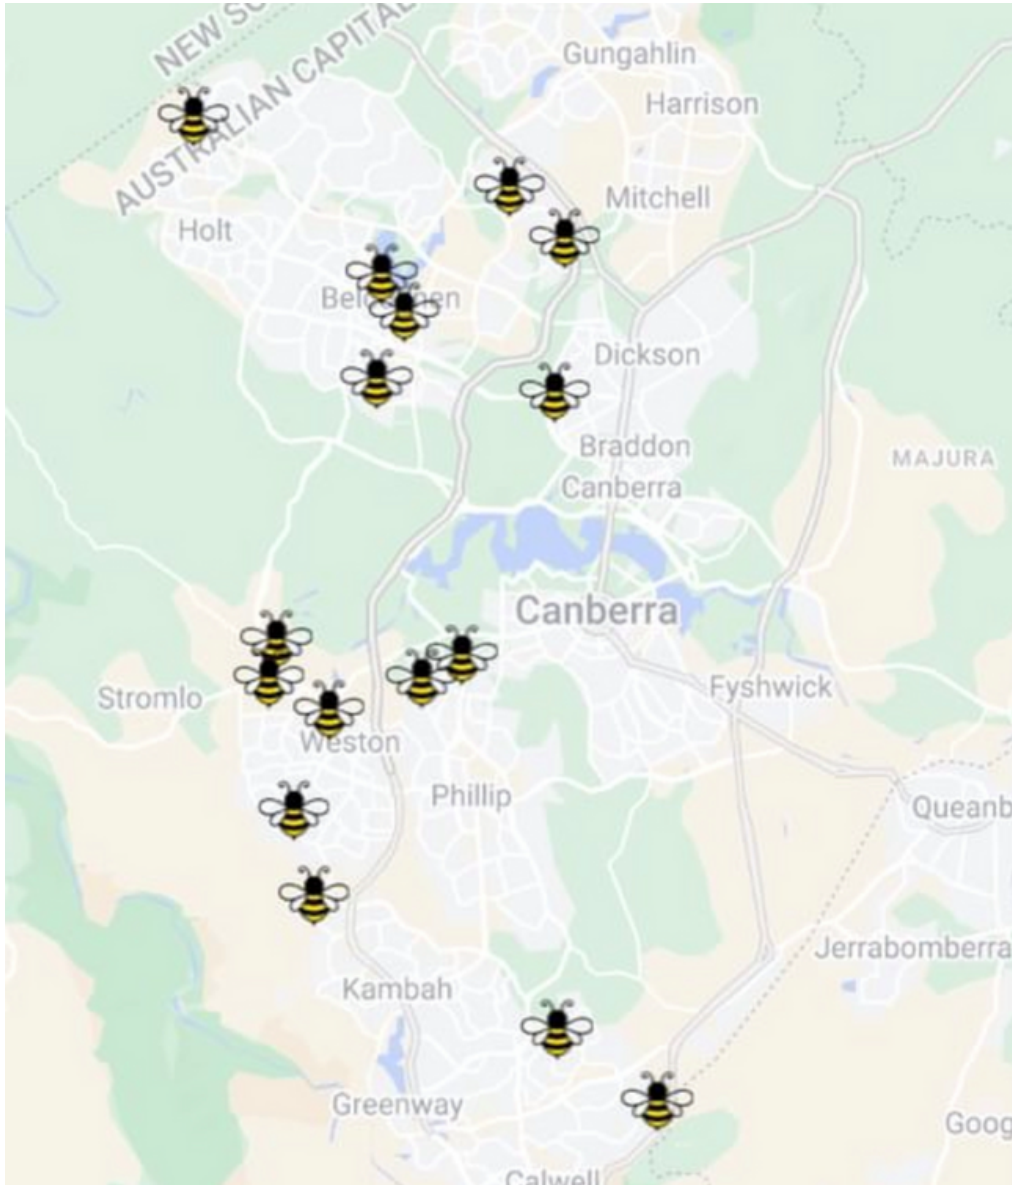 NEW SO
AUSTRALIAN CAPITAL
Gungahlin
Harrison
Mitchell
Holt
Dickson
Braddon
MAJURA
Canberra
Canberra
Fyshwick
Stromlo
Weston
Phillip
Queanb
Jerrabomberra
Kambah
Greenway
Goog
Calwell